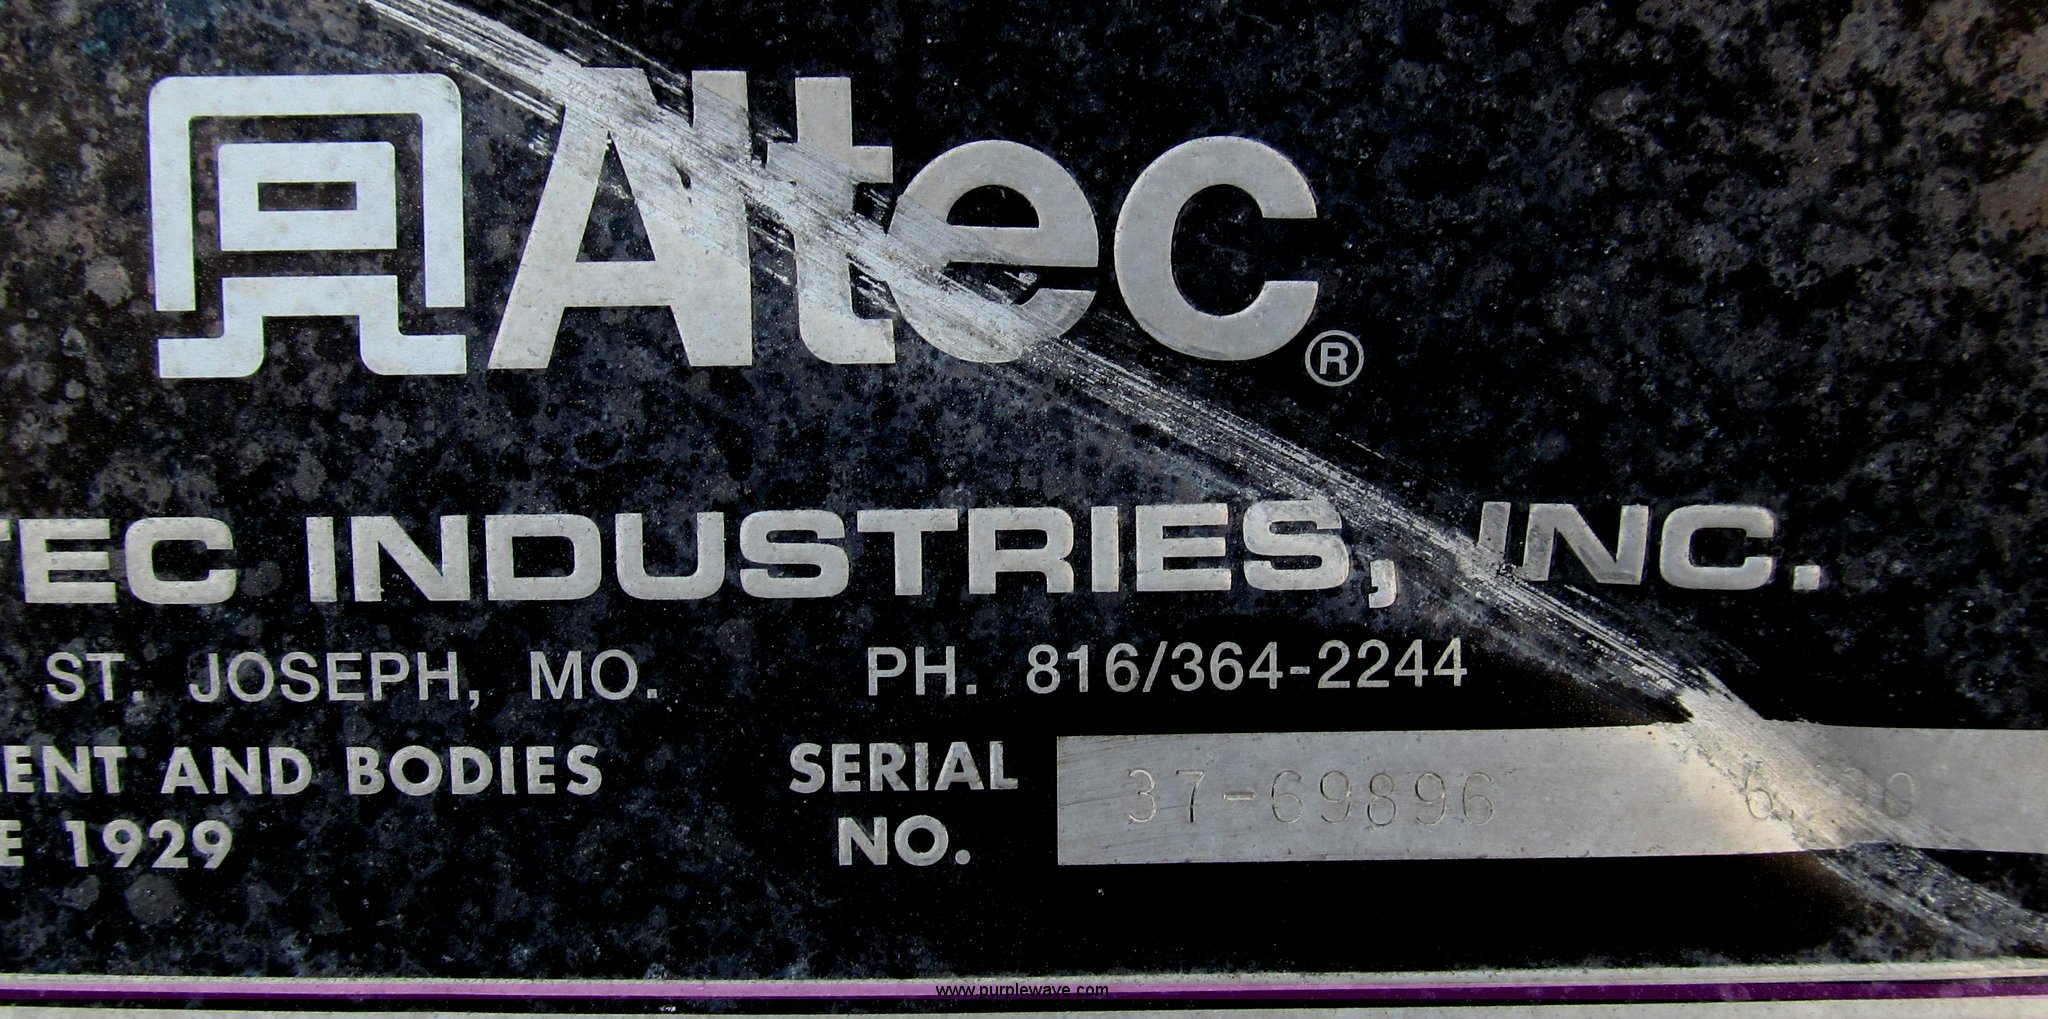 Altec®
TEC INDUSTRIES, INC.
ST. JOSEPH, MO. PH. 816/364-2244
ENT AND BODIES SERIAL NO. 37-69896
E 1929
www.purplewave.com